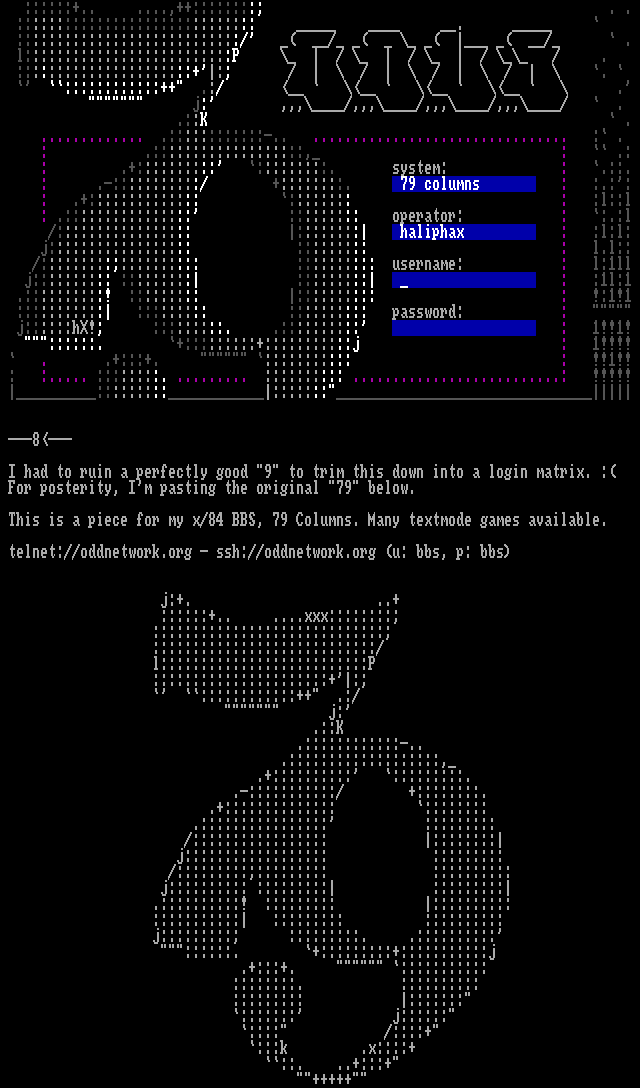 system:
79 columns
operator:
haliphax
username:
password:
hX!
———8<———
I had to ruin a perfectly good "9" to trim this down into a login matrix. :(
For posterity, I'm pasting the original "79" below.
This is a piece for my x/84 BBS, 79 Columns. Many textmode games available.
telnet://oddnetwork.org — ssh://oddnetwork.org (u: bbs, p: bbs)